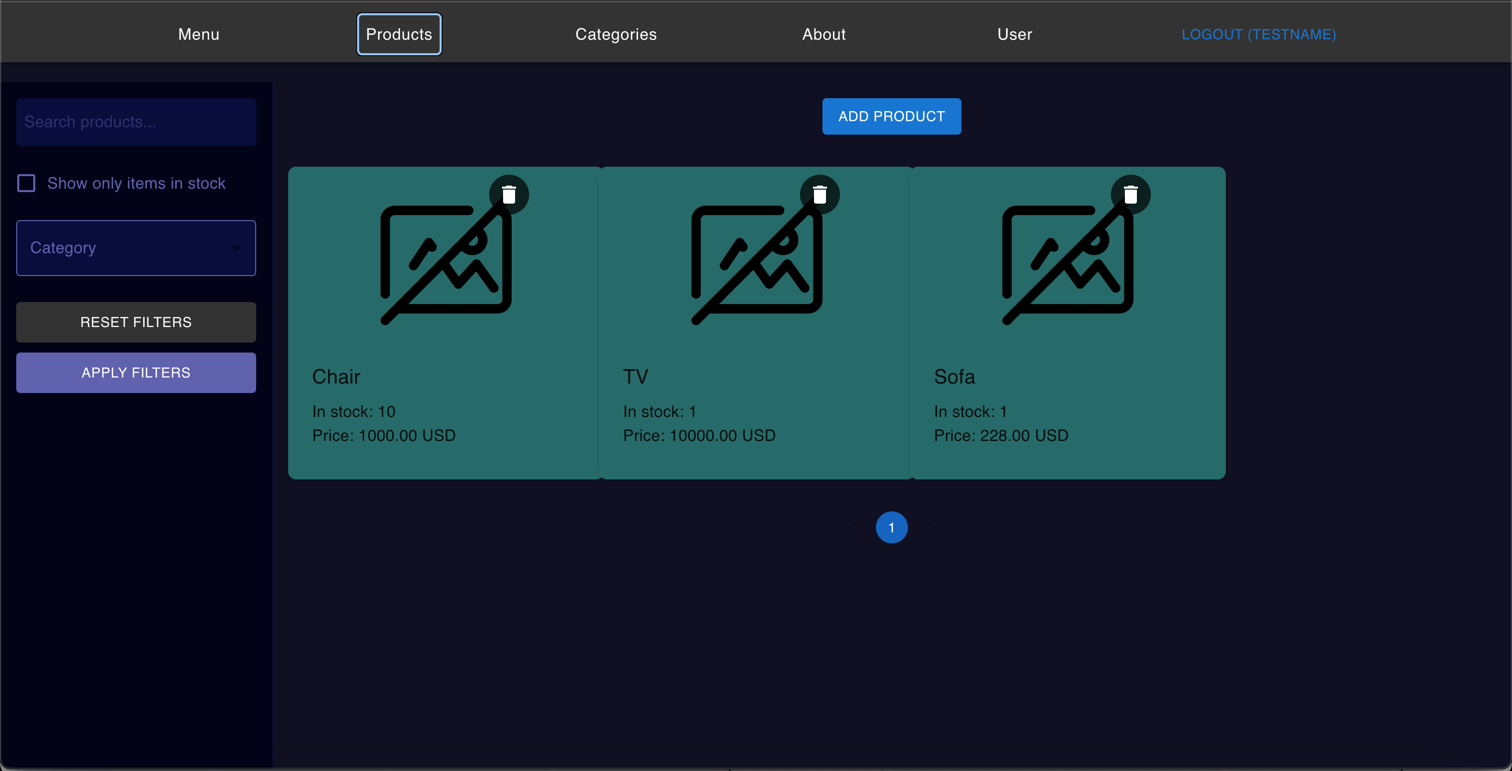 Menu
Products
Categories
About
User
LOGOUT (TESTNAME)
Search products...
Show only items in stock
Category
RESET FILTERS
APPLY FILTERS
ADD PRODUCT
Chair
In stock: 10
Price: 1000.00 USD
TV
In stock: 1
Price: 10000.00 USD
Sofa
In stock: 1
Price: 228.00 USD
1